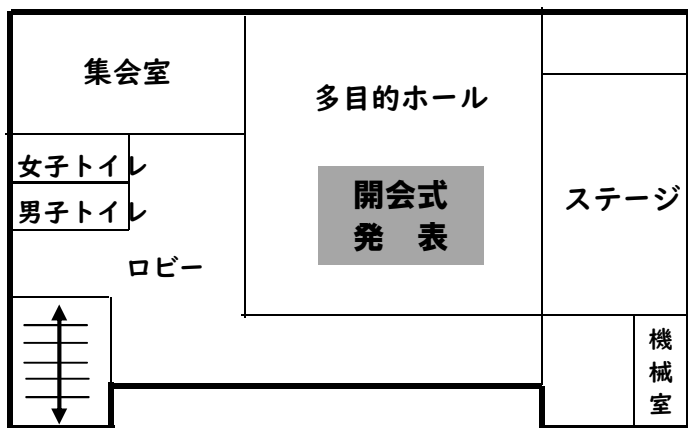 集会室
多目的ホール
女子トイレ
男子トイレ
開会式
発　表
ステージ
ロビー
機械室